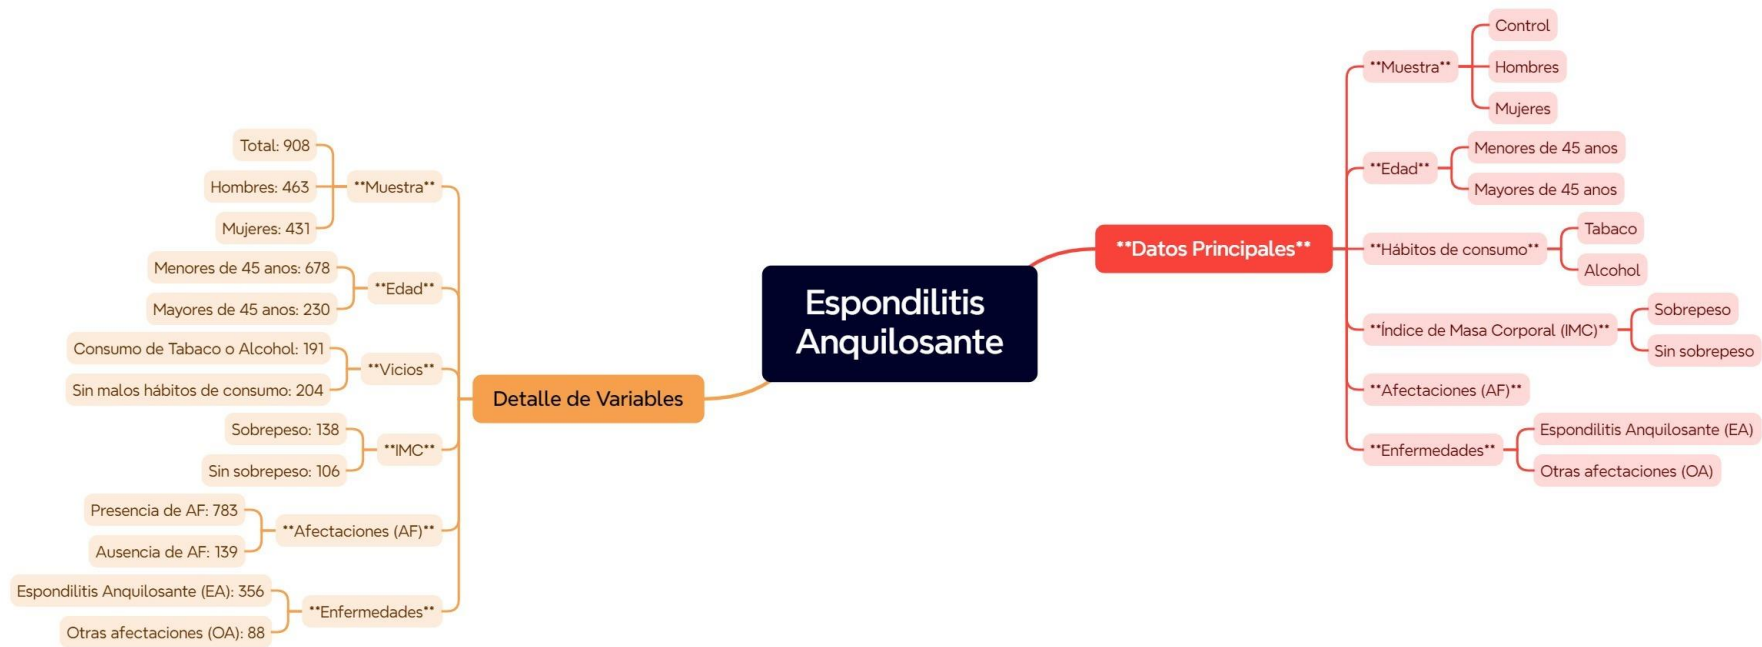 Espondilitis
Anquilosante
**Datos Principales**
**Muestra**
Control
Hombres
Mujeres
**Edad**
Menores de 45 anos
Mayores de 45 anos
**Hábitos de consumo**
Tabaco
Alcohol
**Índice de Masa Corporal (IMC)**
Sobrepeso
Sin sobrepeso
**Afectaciones (AF)**
**Enfermedades**
Espondilitis Anquilosante (EA)
Otras afectaciones (OA)
Detalle de Variables
**Muestra**
Total: 908
Hombres: 463
Mujeres: 431
**Edad**
Menores de 45 anos: 678
Mayores de 45 anos: 230
**Vicios**
Consumo de Tabaco o Alcohol: 191
Sin malos hábitos de consumo: 204
**IMC**
Sobrepeso: 138
Sin sobrepeso: 106
**Afectaciones (AF)**
Presencia de AF: 783
Ausencia de AF: 139
**Enfermedades**
Espondilitis Anquilosante (EA): 356
Otras afectaciones (OA): 88